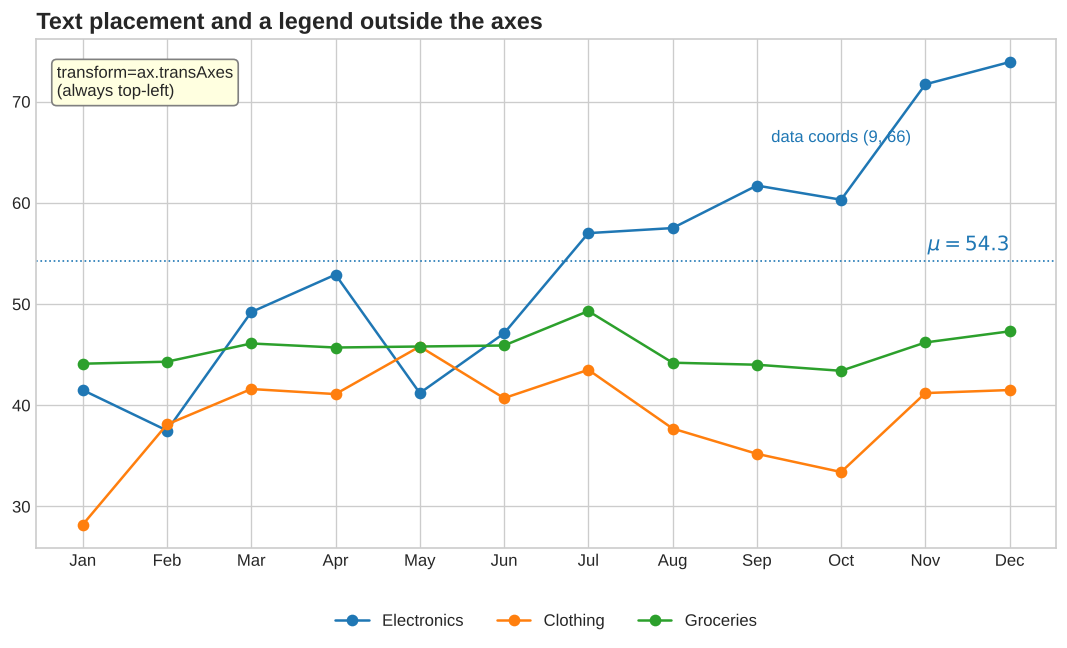 Text placement and a legend outside the axes
transform=ax.transAxes
(always top-left)
70
data coords (9, 66)
60
μ = 54.3
50
40
30
Jan Feb Mar Apr May Jun Jul Aug Sep Oct Nov Dec
Electronics Clothing Groceries